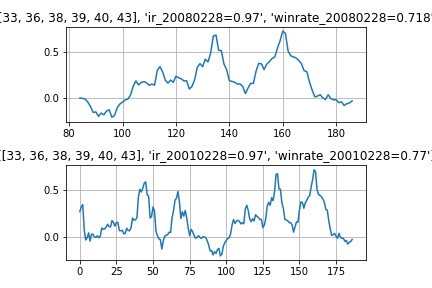 [33, 36, 38, 39, 40, 43], 'ir_20080228=0.97', 'winrate_20080228=0.718'
0.5
0.0
80 100 120 140 160 180
[[33, 36, 38, 39, 40, 43], 'ir_20010228=0.97', 'winrate_20010228=0.77']
0.5
0.0
0 25 50 75 100 125 150 175